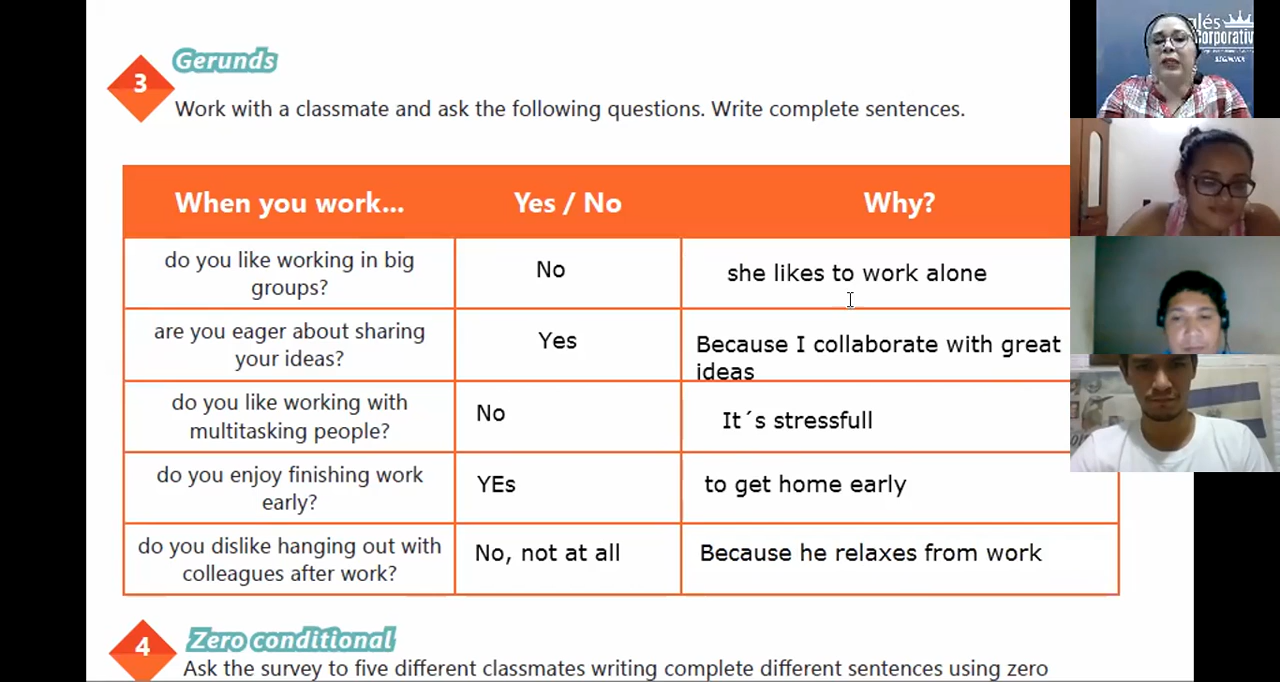 3
Gerunds
Work with a classmate and ask the following questions. Write complete sentences.
When you work...
Yes / No
Why?
do you like working in big
groups?
No
she likes to work alone
are you eager about sharing
your ideas?
Yes
Because I collaborate with great
ideas
do you like working with
multitasking people?
No
It´s stressfull
do you enjoy finishing work
early?
YEs
to get home early
do you dislike hanging out with
colleagues after work?
No, not at all
Because he relaxes from work
4
Zero conditional
Ask the survey to five different classmates writing complete different sentences using zero
glés
corporativ